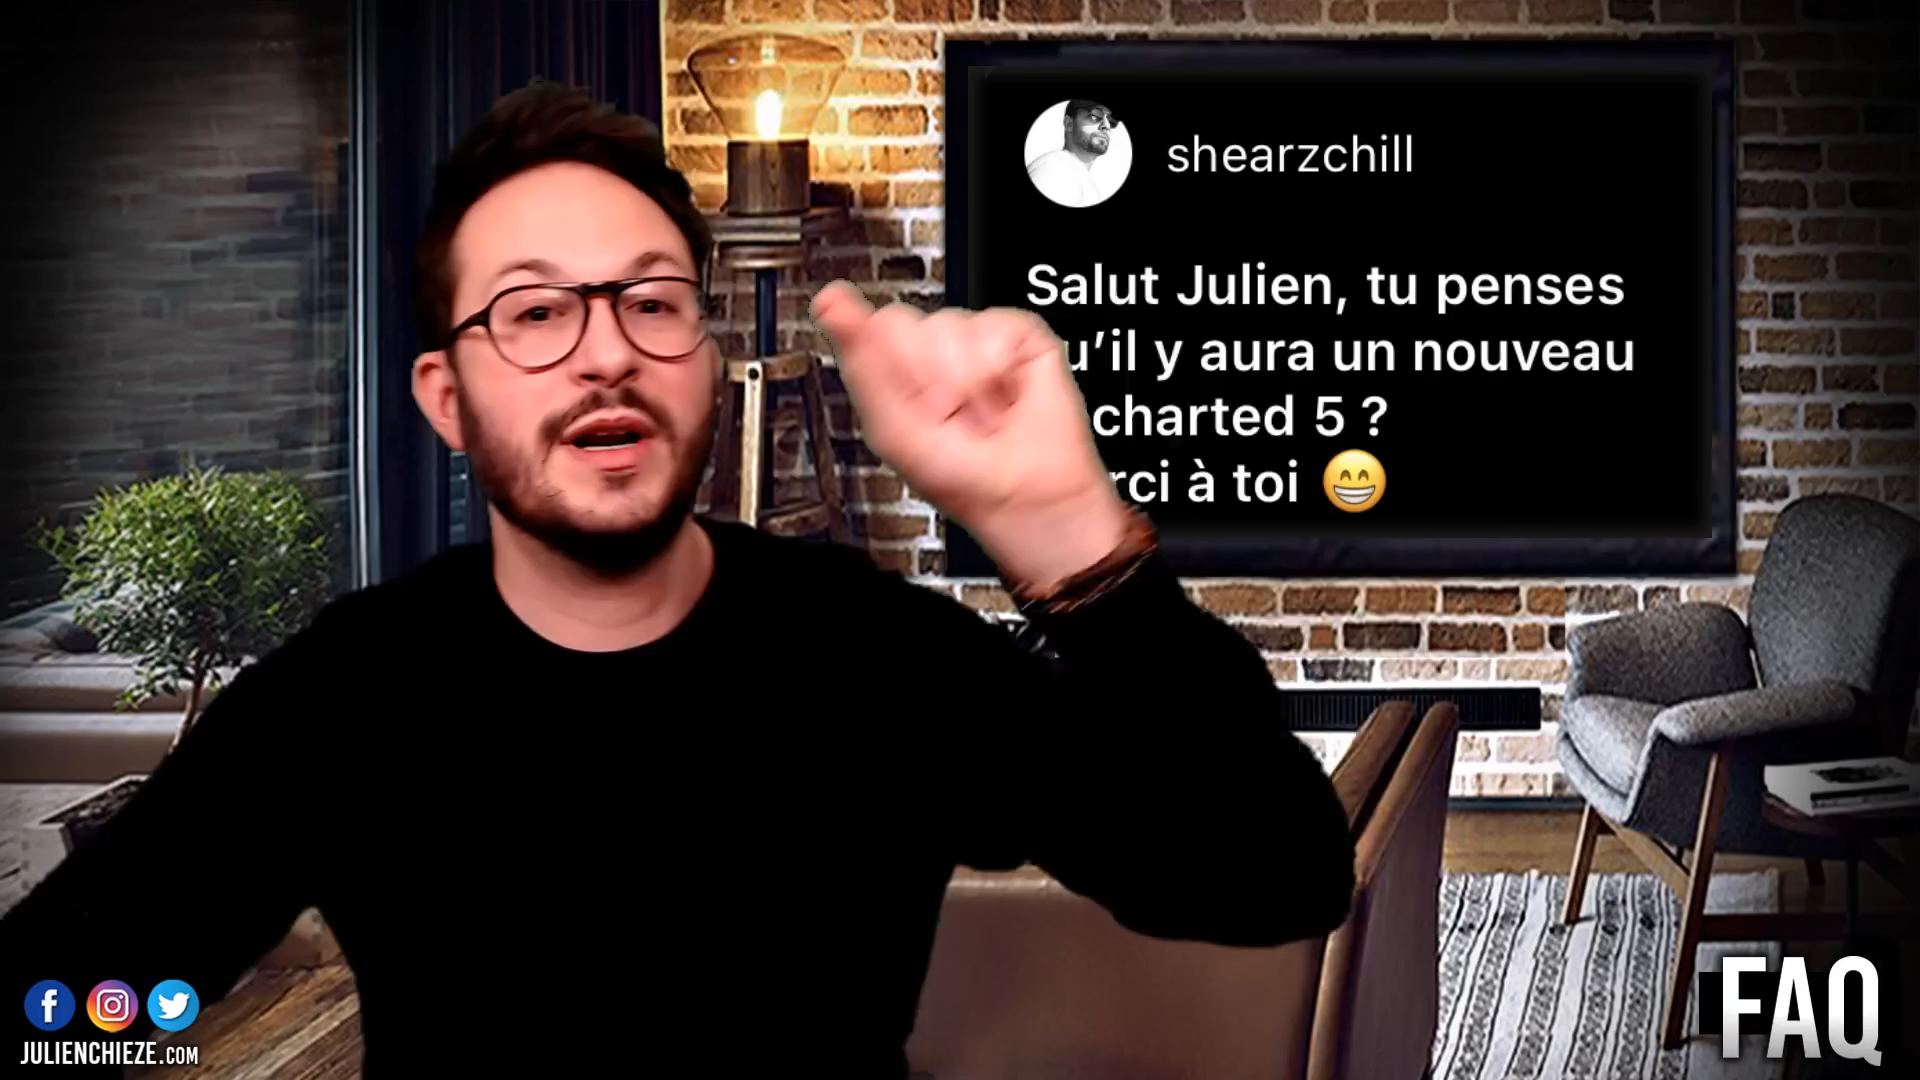 shearzchill
Salut Julien, tu penses
u'il y aura un nouveau
charted 5 ?
rci à toi 😁
JULIENCHIEZE.COM
FAQ